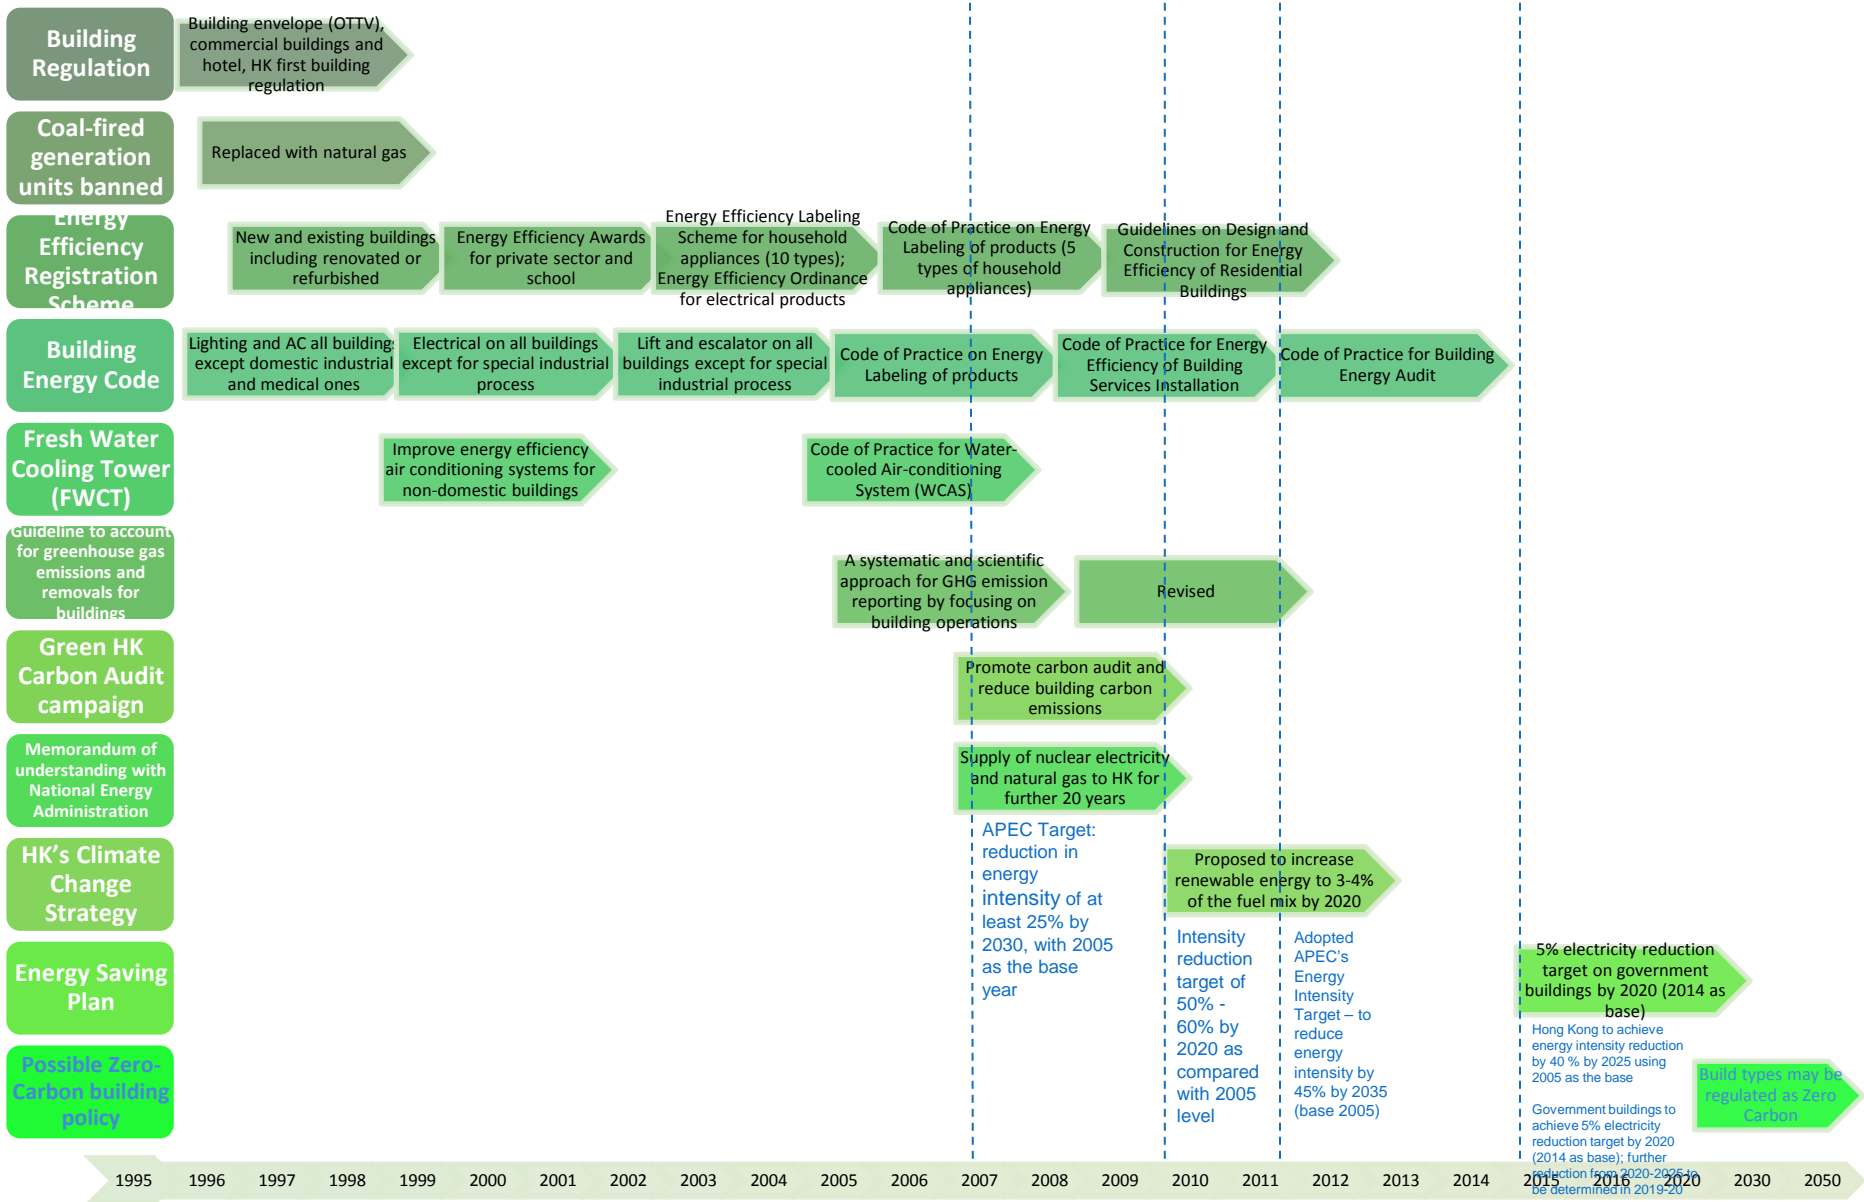 Building
Regulation
Building envelope (OTTV),
commercial buildings and
hotel, HK first building
regulation
Coal-fired
generation
units banned
Replaced with natural gas
Energy
Efficiency
Registration
Scheme
New and existing buildings
including renovated or
refurbished
Energy Efficiency Awards
for private sector and
school
Energy Efficiency Labeling
Scheme for household
appliances (10 types);
Energy Efficiency Ordinance
for electrical products
Code of Practice on Energy
Labeling of products (5
types of household
appliances)
Guidelines on Design and
Construction for Energy
Efficiency of Residential
Buildings
Building
Energy Code
Lighting and AC all buildings
except domestic industrial
and medical ones
Electrical on all buildings
except for special industrial
process
Lift and escalator on all
buildings except for special
industrial process
Code of Practice on Energy
Labeling of products
Code of Practice for Energy
Efficiency of Building
Services Installation
Code of Practice for Building
Energy Audit
Fresh Water
Cooling Tower
(FWCT)
Improve energy efficiency
air conditioning systems for
non-domestic buildings
Code of Practice for Water-
cooled Air-conditioning
System (WCAS)
Guideline to account
for greenhouse gas
emissions and
removals for
buildings
A systematic and scientific
approach for GHG emission
reporting by focusing on
building operations
Revised
Green HK
Carbon Audit
campaign
Promote carbon audit and
reduce building carbon
emissions
Memorandum of
understanding with
National Energy
Administration
Supply of nuclear electricity
and natural gas to HK for
further 20 years
APEC Target:
reduction in
energy
intensity of at
least 25% by
2030, with 2005
as the base
year
HK's Climate
Change
Strategy
Proposed to increase
renewable energy to 3-4%
of the fuel mix by 2020
Intensity
reduction
target of
50% -
60% by
2020 as
compared
with 2005
level
Adopted
APEC's
Energy
Intensity
Target – to
reduce
energy
intensity by
45% by 2035
(base 2005)
Energy Saving
Plan
5% electricity reduction
target on government
buildings by 2020 (2014 as
base)
Hong Kong to achieve
energy intensity reduction
by 40 % by 2025 using
2005 as the base
Government buildings to
achieve 5% electricity
reduction target by 2020
(2014 as base); further
reduction from 2020-2025 to
be determined in 2019-20
Possible Zero-
Carbon building
policy
Build types may be
regulated as Zero
Carbon
1995 1996 1997 1998 1999 2000 2001 2002 2003 2004 2005 2006 2007 2008 2010 2011 2012 2013 2014 2015 2016 2020 2030 2050